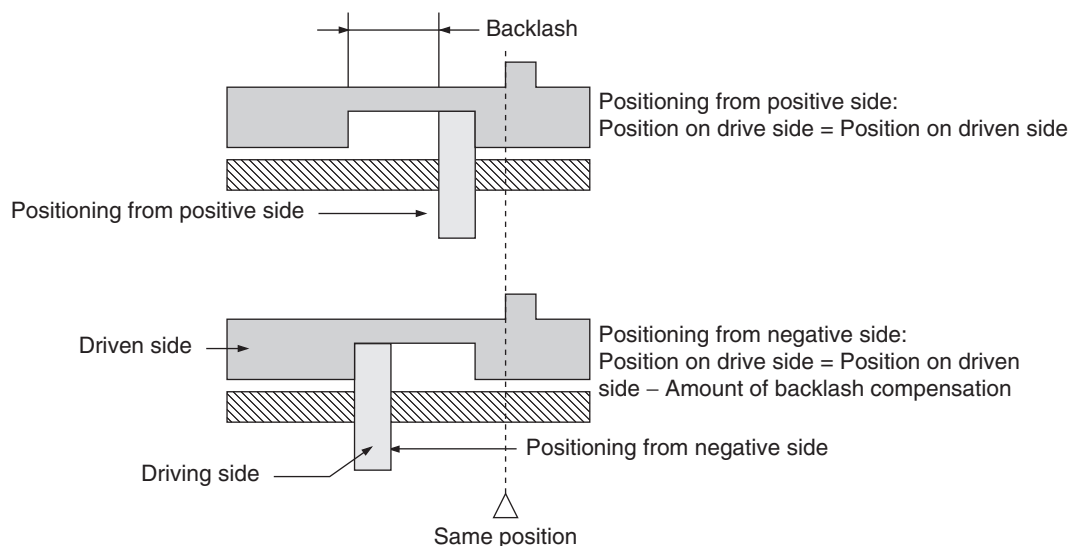 Backlash
Positioning from positive side:
Position on drive side = Position on driven side
Positioning from positive side
Driven side
Positioning from negative side:
Position on drive side = Position on driven
side − Amount of backlash compensation
Positioning from negative side
Driving side
Same position